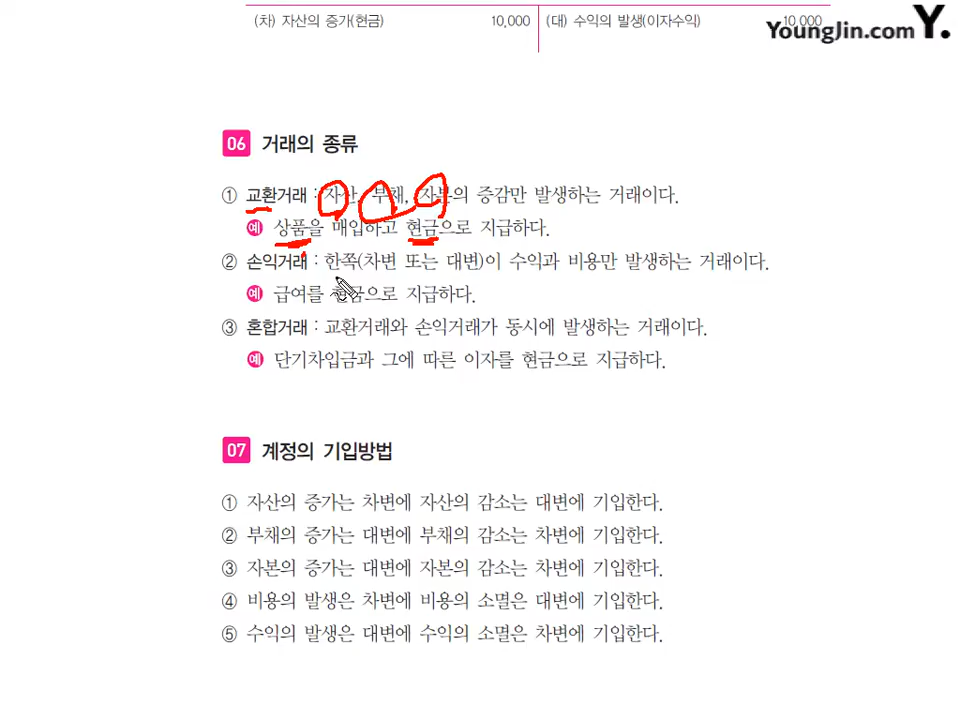 (차) 자산의 증가(현금) 10,000 (대) 수익의 발생(이자수익) 10,000
YoungJin.com Y.
06 거래의 종류
① 교환거래 : 자산, 부채, 자본의 증감만 발생하는 거래이다.
예 상품을 매입하고 현금으로 지급하다.
② 손익거래 : 한쪽(차변 또는 대변)이 수익과 비용만 발생하는 거래이다.
예 급여를 현금으로 지급하다.
③ 혼합거래 : 교환거래와 손익거래가 동시에 발생하는 거래이다.
예 단기차입금과 그에 따른 이자를 현금으로 지급하다.
07 계정의 기입방법
① 자산의 증가는 차변에 자산의 감소는 대변에 기입한다.
② 부채의 증가는 대변에 부채의 감소는 차변에 기입한다.
③ 자본의 증가는 대변에 자본의 감소는 차변에 기입한다.
④ 비용의 발생은 차변에 비용의 소멸은 대변에 기입한다.
⑤ 수익의 발생은 대변에 수익의 소멸은 차변에 기입한다.